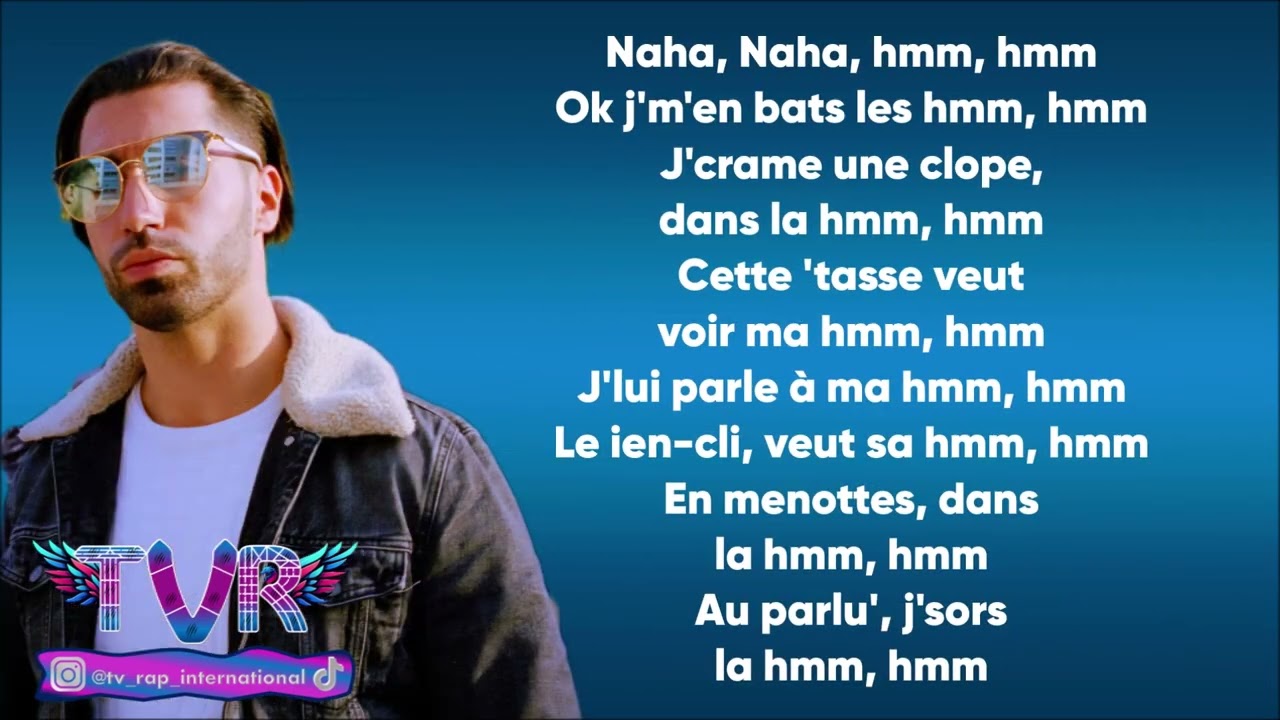 Naha, Naha, hmm, hmm
Ok j'm'en bats les hmm, hmm
J'crame une clope,
dans la hmm, hmm
Cette 'tasse veut
voir ma hmm, hmm
J'lui parle à ma hmm, hmm
Le ien-cli, veut sa hmm, hmm
En menottes, dans
la hmm, hmm
Au parlu', j'sors
la hmm, hmm
TVR
@tv_rap_international